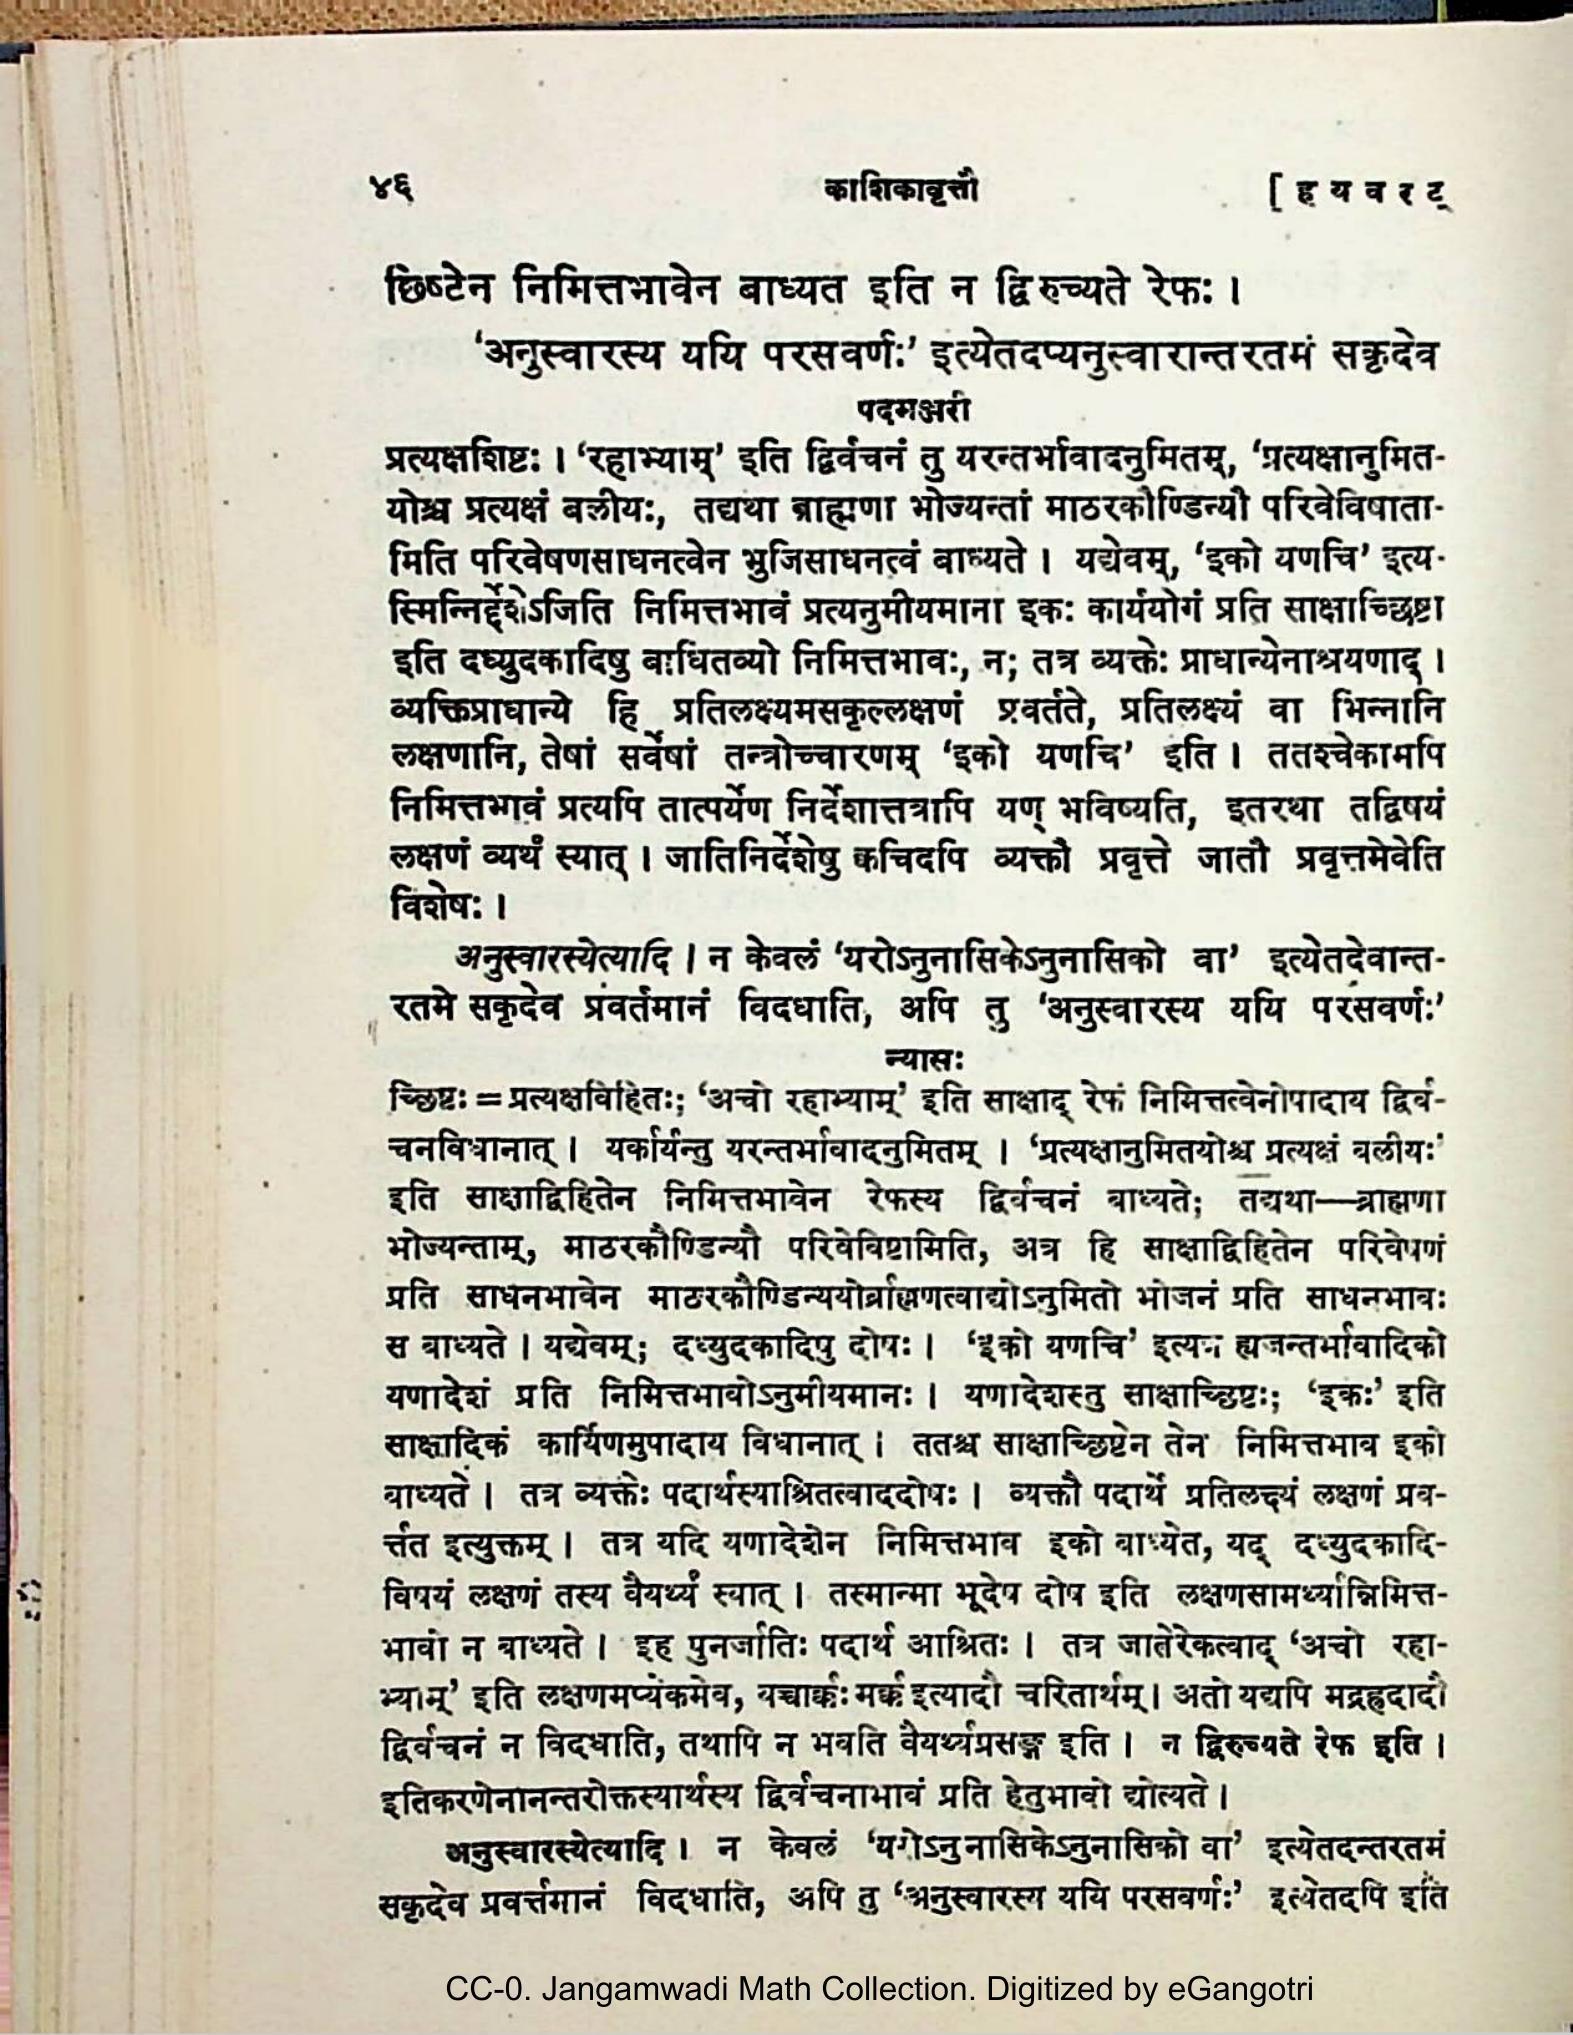 ४६ काशिकावृत्तौ [ ह य व र ट्
छिष्टेन निमित्तभावेन बाध्यत इति न द्विरुच्यते रेफः ।
‘अनुस्वारस्य ययि परसवर्णः’ इत्येतदप्यनुस्वारान्तरतमं सकृदेव
पदमञ्जरी
प्रत्यक्षशिष्टः । ‘रहाभ्याम्’ इति द्विर्वचनं तु यरन्तर्भावादनुमितम्, ‘प्रत्यक्षानुमित-
योश्च प्रत्यक्षं बलीयः, तद्यथा ब्राह्मणा भोज्यन्तां माठरकौण्डिन्यौ परिवेविषाता-
मिति परिवेषणसाधनत्वेन भुजिसाधनत्वं बाध्यते । यद्येवम्, ‘इको यणचि’ इत्य-
स्मिन्निर्द्देशेऽजिति निमित्तभावं प्रत्यनुमीयमाना इकः कार्ययोगं प्रति साक्षाच्छिष्टा
इति दध्युदकादिषु बाधितव्यो निमित्तभावः, न; तत्र व्यक्तेः प्राधान्येनाश्रयणाद् ।
व्यक्तिप्राधान्ये हि प्रतिलक्ष्यमसकृल्लक्षणं प्रवर्तते, प्रतिलक्ष्यं वा भिन्नानि
लक्षणानि, तेषां सर्वेषां तन्त्रोच्चारणम् ‘इको यणचि’ इति । ततश्चेकामपि
निमित्तभावं प्रत्यपि तात्पर्येण निर्देशात्तत्रापि यण् भविष्यति, इतरथा तद्विषयं
लक्षणं व्यर्थं स्यात् । जातिनिर्देशेषु क्वचिदपि व्यक्तौ प्रवृत्ते जातौ प्रवृत्तमेवेति
विशेषः ।
अनुस्वारस्येत्यादि । न केवलं ‘यरोऽनुनासिकेऽनुनासिको वा’ इत्येतदेवान्त-
रतमे सकृदेव प्रवर्तमानं विदधाति, अपि तु ‘अनुस्वारस्य ययि परसवर्णः’
न्यासः
च्छिष्टः = प्रत्यक्षविहितः; ‘अचो रहाभ्याम्’ इति साक्षाद् रेफं निमित्तत्वेनोपादाय द्विर्व-
चनविधानात् । यर्कार्यन्तु यरन्तर्भावादनुमितम् । ‘प्रत्यक्षानुमितयोश्च प्रत्यक्षं बलीयः’
इति साक्षाद्विहितेन निमित्तभावेन रेफस्य द्विर्वचनं बाध्यते; तद्यथा—ब्राह्मणा
भोज्यन्ताम्, माठरकौण्डिन्यौ परिवेविष्टामिति, अत्र हि साक्षाद्विहितेन परिवेषणं
प्रति साधनभावेन माठरकौण्डिन्ययोर्ब्राह्मणत्वाद्योऽनुमितो भोजनं प्रति साधनभावः
स बाध्यते । यद्येवम्; दध्युदकादिषु दोषः । ‘इको यणचि’ इत्यत्र ह्यजन्तर्भावादिको
यणादेशं प्रति निमित्तभावोऽनुमीयमानः । यणादेशस्तु साक्षाच्छिष्टः; ‘इकः’ इति
साक्षादिकं कार्यिणमुपादाय विधानात् । ततश्च साक्षाच्छिष्टेन तेन निमित्तभाव इको
बाध्यते । तत्र व्यक्तेः पदार्थस्याश्रितत्वाददोषः । व्यक्तौ पदार्थे प्रतिलक्ष्यं लक्षणं प्रव-
र्त्तत इत्युक्तम् । तत्र यदि यणादेशेन निमित्तभाव इको बाध्येत, यद् दध्युदकादि-
विषयं लक्षणं तस्य वैयर्थ्यं स्यात् । तस्मान्मा भूदेष दोष इति लक्षणसामर्थ्यान्निमित्त-
भावो न बाध्यते । इह पुनर्जातिः पदार्थ आश्रितः । तत्र जातेरेकत्वाद् ‘अचो रहा-
भ्याम्’ इति लक्षणमप्येकमेव, यच्चार्क्कः मर्क्क इत्यादौ चरितार्थम् । अतो यद्यपि मद्रह्रदादौ
द्विर्वचनं न विदधाति, तथापि न भवति वैयर्थ्यप्रसङ्ग इति । न द्विरुच्यते रेफ इति ।
इतिकरणेनानन्तरोक्तस्यार्थस्य द्विर्वचनाभावं प्रति हेतुभावो द्योत्यते ।
अनुस्वारस्येत्यादि । न केवलं ‘यरोऽनुनासिकेऽनुनासिको वा’ इत्येतदन्तरतमं
सकृदेव प्रवर्त्तमानं विदधाति, अपि तु ‘अनुस्वारस्य ययि परसवर्णः’ इत्येतदपि इति
CC-0. Jangamwadi Math Collection. Digitized by eGangotri